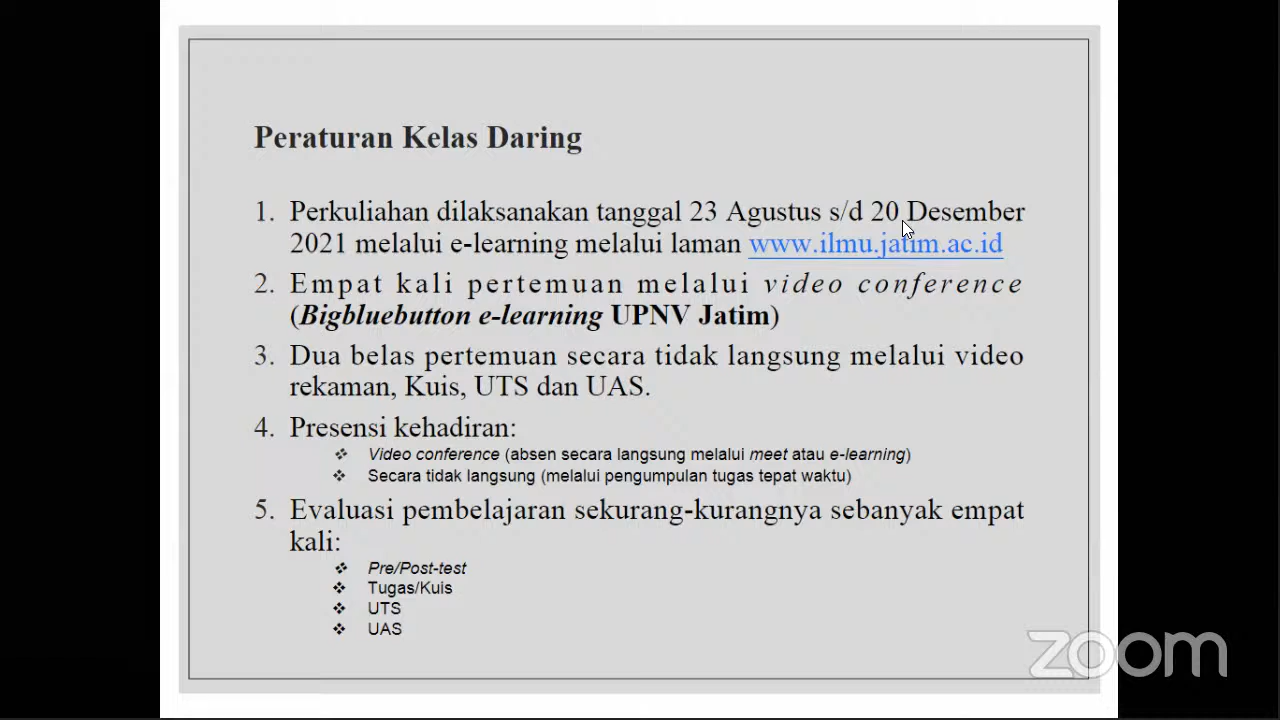 Peraturan Kelas Daring
1. Perkuliahan dilaksanakan tanggal 23 Agustus s/d 20 Desember
2021 melalui e-learning melalui laman www.ilmu.jatim.ac.id
2. Empat kali pertemuan melalui video conference
(Bigbluebutton e-learning UPNV Jatim)
3. Dua belas pertemuan secara tidak langsung melalui video
rekaman, Kuis, UTS dan UAS.
4. Presensi kehadiran:
❖ Video conference (absen secara langsung melalui meet atau e-learning)
❖ Secara tidak langsung (melalui pengumpulan tugas tepat waktu)
5. Evaluasi pembelajaran sekurang-kurangnya sebanyak empat
kali:
❖ Pre/Post-test
❖ Tugas/Kuis
❖ UTS
❖ UAS
zoom